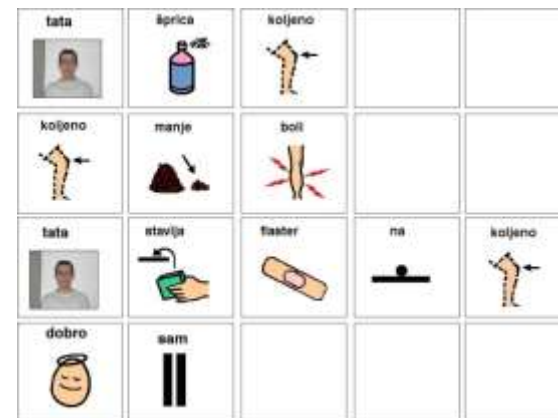 tata šprica koljeno
koljeno manje boli
tata stavlja flaster na koljeno
dobro sam